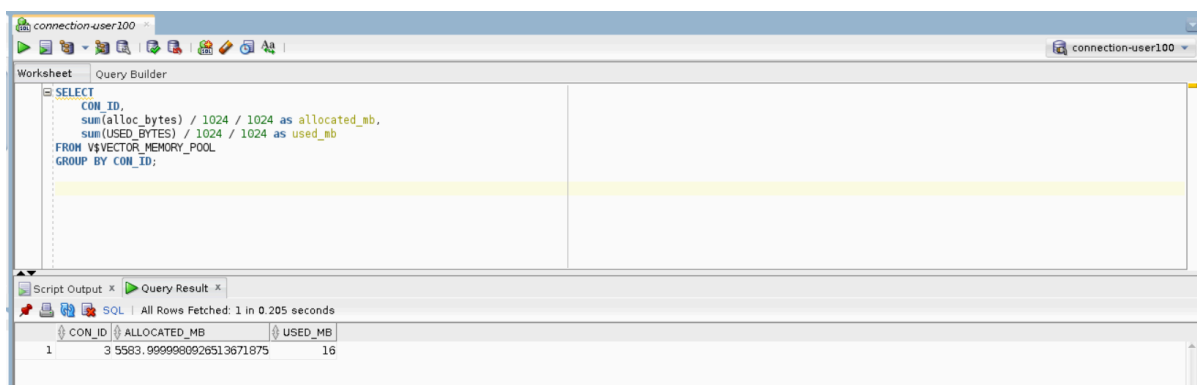 connection-user100
connection-user100
Worksheet Query Builder
SELECT
CON_ID,
sum(alloc_bytes) / 1024 / 1024 as allocated_mb,
sum(USED_BYTES) / 1024 / 1024 as used_mb
FROM V$VECTOR_MEMORY_POOL
GROUP BY CON_ID;
Script Output x Query Result x
SQL | All Rows Fetched: 1 in 0.205 seconds
CON_ID ALLOCATED_MB USED_MB
1 3 5583.9999980926513671875 16